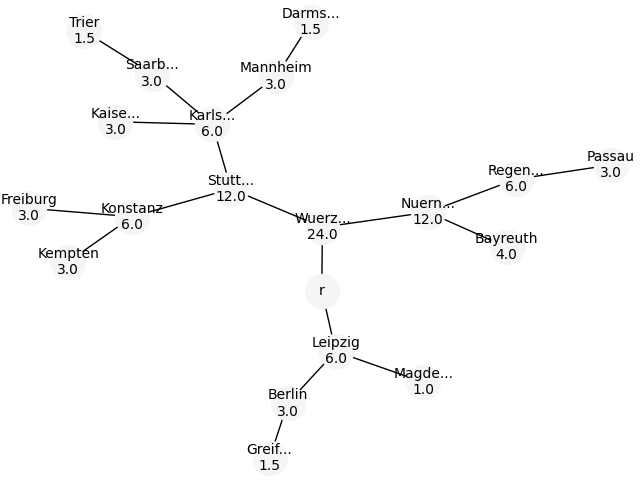 Darms...
1.5
Trier
1.5
Saarb...
3.0
Mannheim
3.0
Kaise...
3.0
Karls...
6.0
Passau
3.0
Regen...
6.0
Stutt...
12.0
Freiburg
3.0
Konstanz
6.0
Nuern...
12.0
Wuerz...
24.0
Bayreuth
4.0
Kempten
3.0
r
Leipzig
6.0
Magde...
1.0
Berlin
3.0
Greif...
1.5